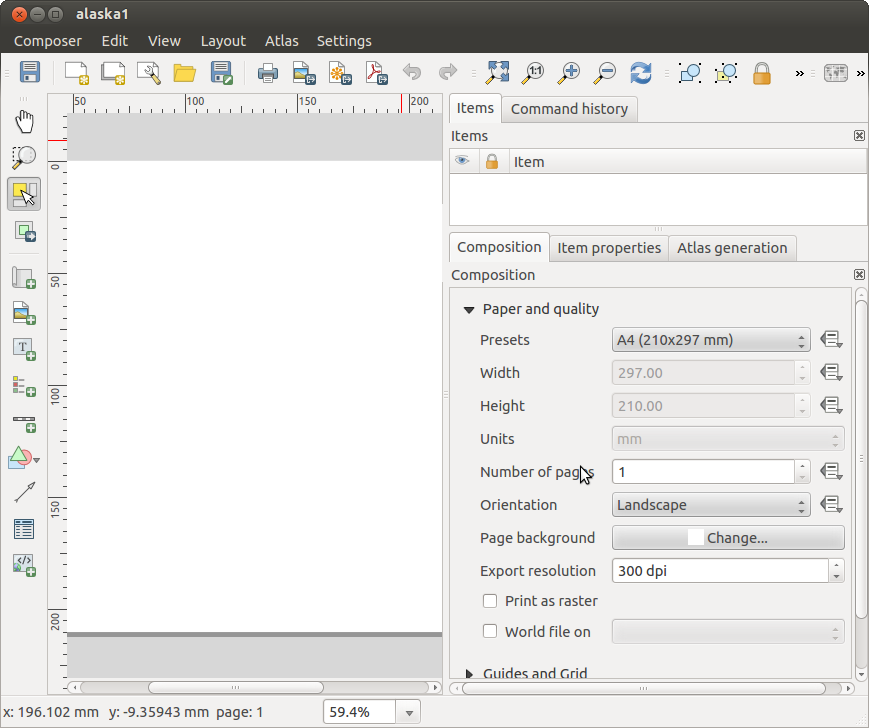 alaska1
Composer Edit View Layout Atlas Settings
1:1 » »
50 100 150 200
0
50
100
150
200
T
</>
Items Command history
Items
Item
Composition Item properties Atlas generation
Composition
Paper and quality
Presets A4 (210x297 mm)
Width 297.00
Height 210.00
Units mm
Number of pages 1
Orientation Landscape
Page background Change...
Export resolution 300 dpi
Print as raster
World file on
Guides and Grid
x: 196.102 mm y: -9.35943 mm page: 1 59.4%